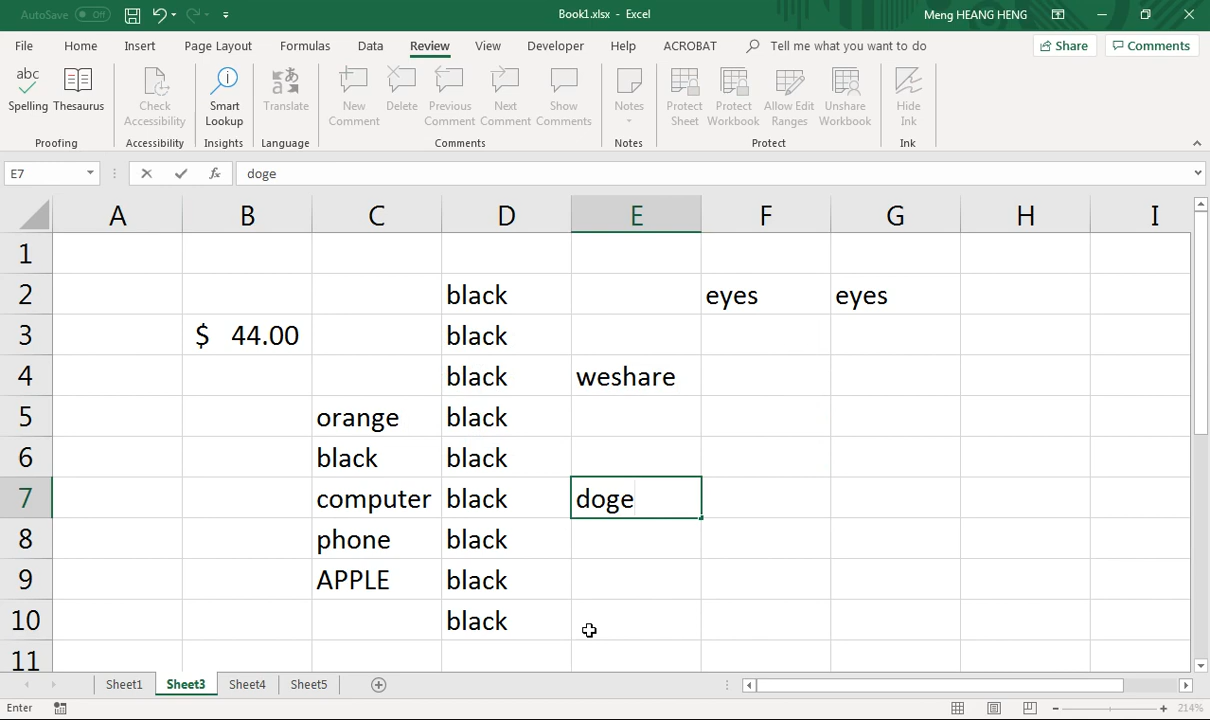 AutoSave Off Book1.xlsx - Excel Meng HEANG HENG
File Home Insert Page Layout Formulas Data Review View Developer Help ACROBAT Tell me what you want to do Share Comments
abc
Spelling Thesaurus Check Accessibility Smart Lookup Translate New Comment Delete Previous Comment Next Comment Show Comments Notes Protect Sheet Protect Workbook Allow Edit Ranges Unshare Workbook Hide Ink
Proofing Accessibility Insights Language Comments Notes Protect Ink
E7 fx doge
A B C D E F G H I
1
2 black eyes eyes
3 $ 44.00 black
4 black weshare
5 orange black
6 black black
7 computer black doge
8 phone black
9 APPLE black
10 black
11
Sheet1 Sheet3 Sheet4 Sheet5
Enter 214%